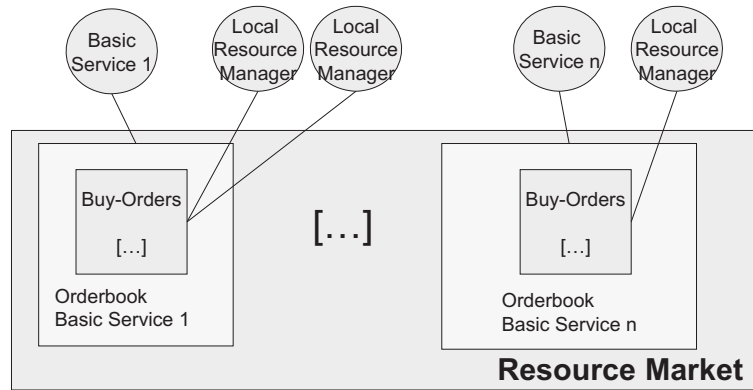 Basic
Service 1
Local
Resource
Manager
Local
Resource
Manager
Basic
Service n
Local
Resource
Manager
Buy-Orders
[…]
Orderbook
Basic Service 1
[…]
Buy-Orders
[…]
Orderbook
Basic Service n
Resource Market